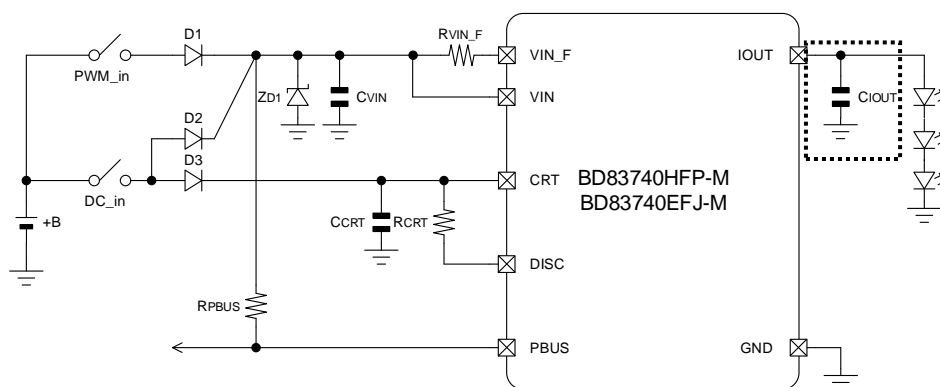 D1
RVIN_F
VIN_F
IOUT
PWM_in
ZD1
CVIN
VIN
CIOUT
D2
D3
DC_in
CRT
BD83740HFP-M
BD83740EFJ-M
+B
CCRT
RCRT
DISC
RPBUS
PBUS
GND